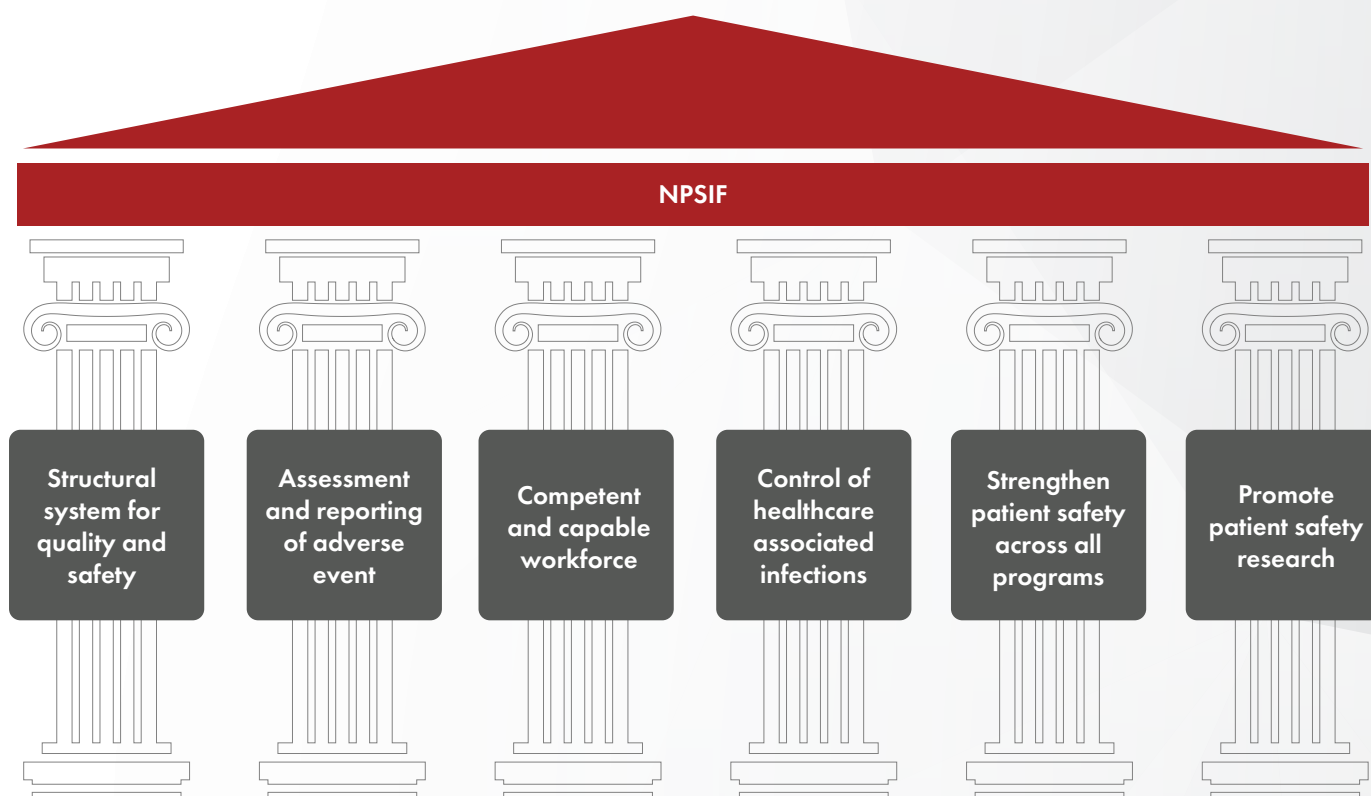 NPSIF
Structural
system for
quality and
safety
Assessment
and reporting
of adverse
event
Competent
and capable
workforce
Control of
healthcare
associated
infections
Strengthen
patient safety
across all
programs
Promote
patient safety
research